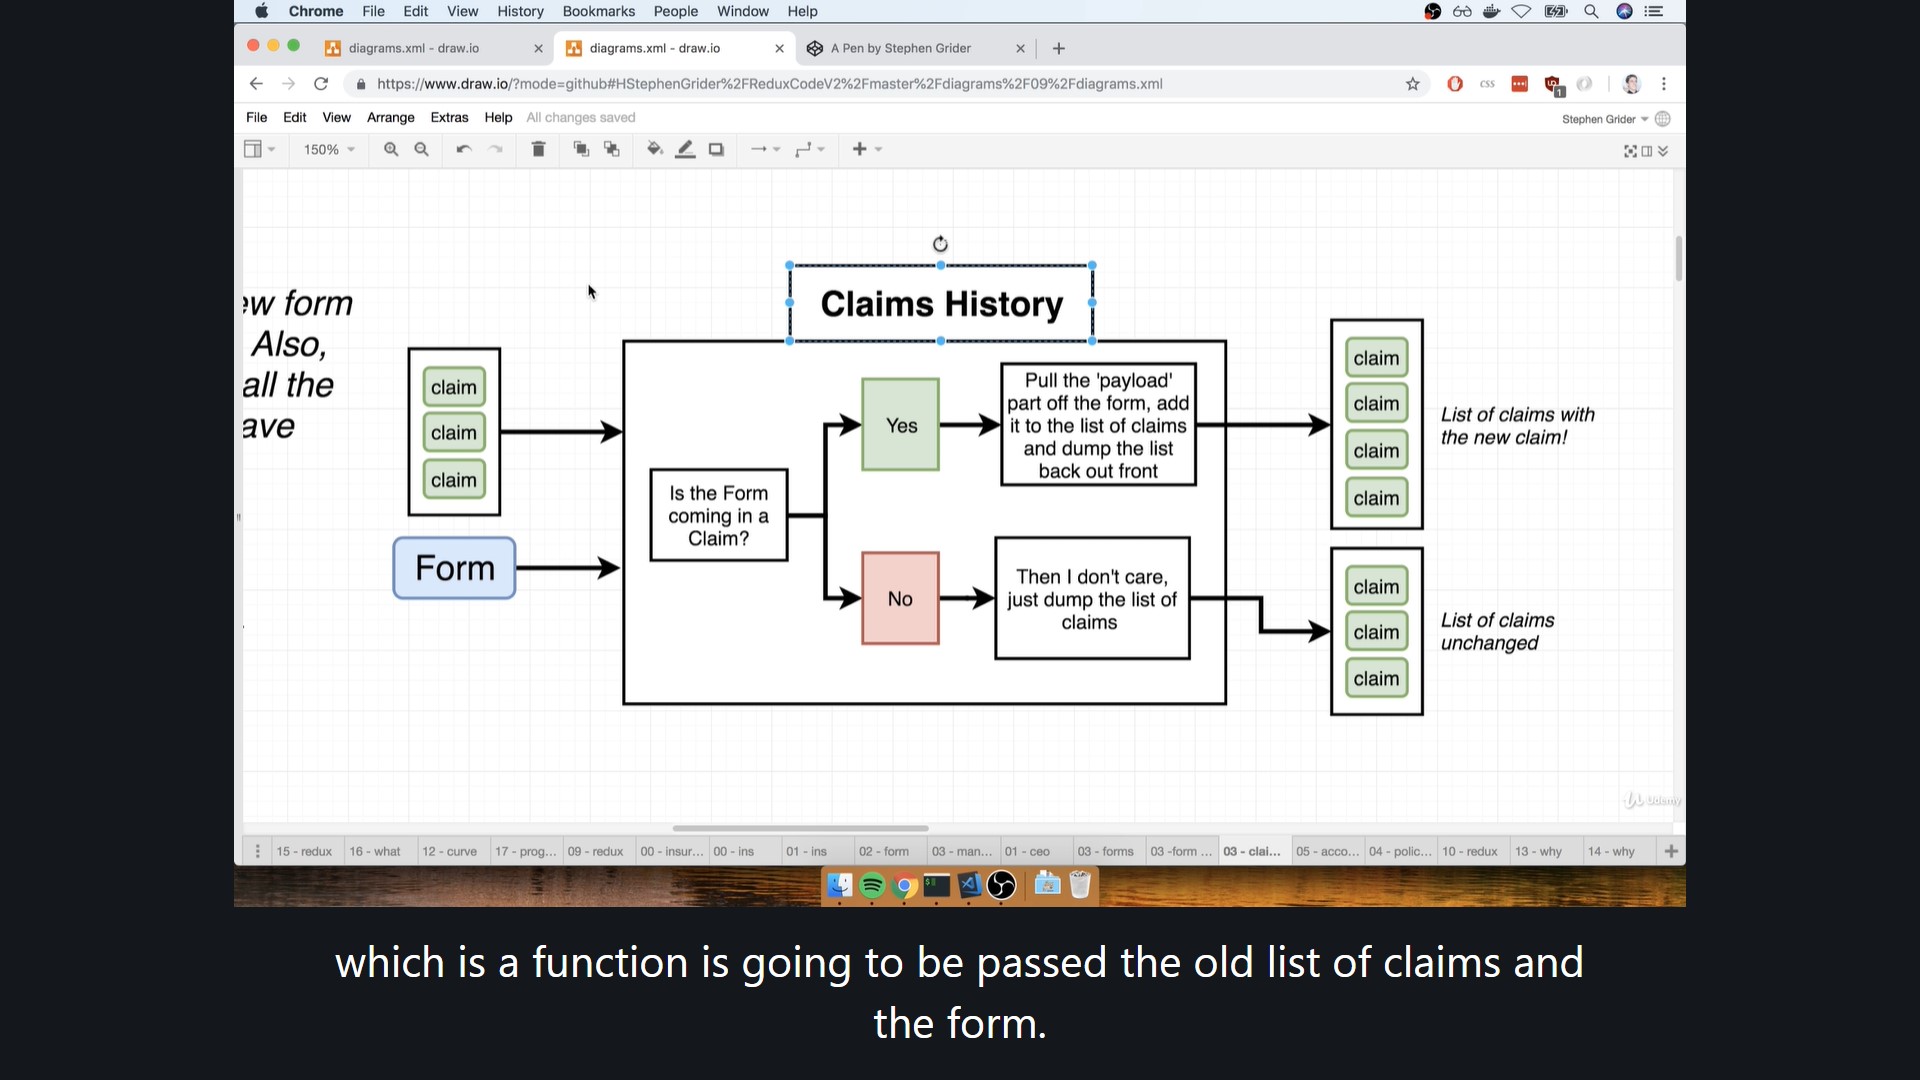 Chrome File Edit View History Bookmarks People Window Help
diagrams.xml - draw.io
diagrams.xml - draw.io
A Pen by Stephen Grider
https://www.draw.io/?mode=github#HStephenGrider%2FReduxCodeV2%2Fmaster%2Fdiagrams%2F09%2Fdiagrams.xml
CSS
1
File Edit View Arrange Extras Help All changes saved
Stephen Grider
150%
form
Also,
all the
Claims History
claim
claim
claim
Form
Is the Form
coming in a
Claim?
Yes
Pull the 'payload'
part off the form, add
it to the list of claims
and dump the list
back out front
No
Then I don't care,
just dump the list of
claims
claim
claim
claim
claim
List of claims with
the new claim!
claim
claim
claim
List of claims
unchanged
Udemy
15 - redux 16 - what 12 - curve 17 - prog... 09 - redux 00 - insur... 00 - ins 01 - ins 02 - form 03 - man... 01 - ceo 03 - forms 03 -form ... 03 - clai... 05 - acco... 04 - polic... 10 - redux 13 - why 14 - why
which is a function is going to be passed the old list of claims and
the form.